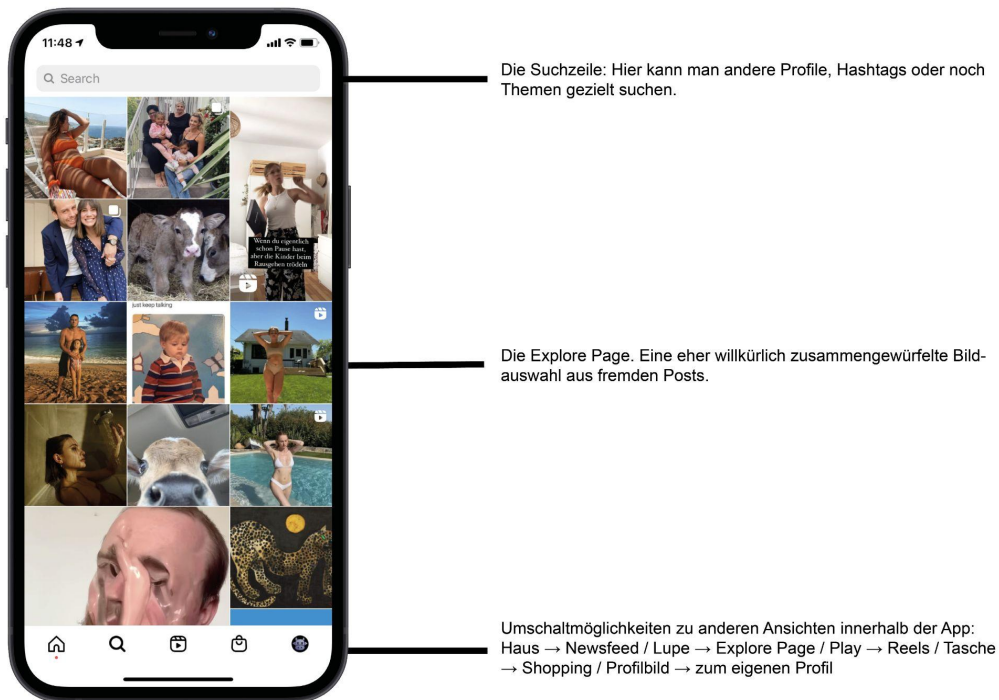 11:48
Search
Die Suchzeile: Hier kann man andere Profile, Hashtags oder noch
Themen gezielt suchen.
Wenn du eigentlich
schon Pause hast,
aber die Kinder beim
Rausgehen trödeln
just keep talking
Die Explore Page. Eine eher willkürlich zusammengewürfelte Bild-
auswahl aus fremden Posts.
Umschaltmöglichkeiten zu anderen Ansichten innerhalb der App:
Haus → Newsfeed / Lupe → Explore Page / Play → Reels / Tasche
→ Shopping / Profilbild → zum eigenen Profil